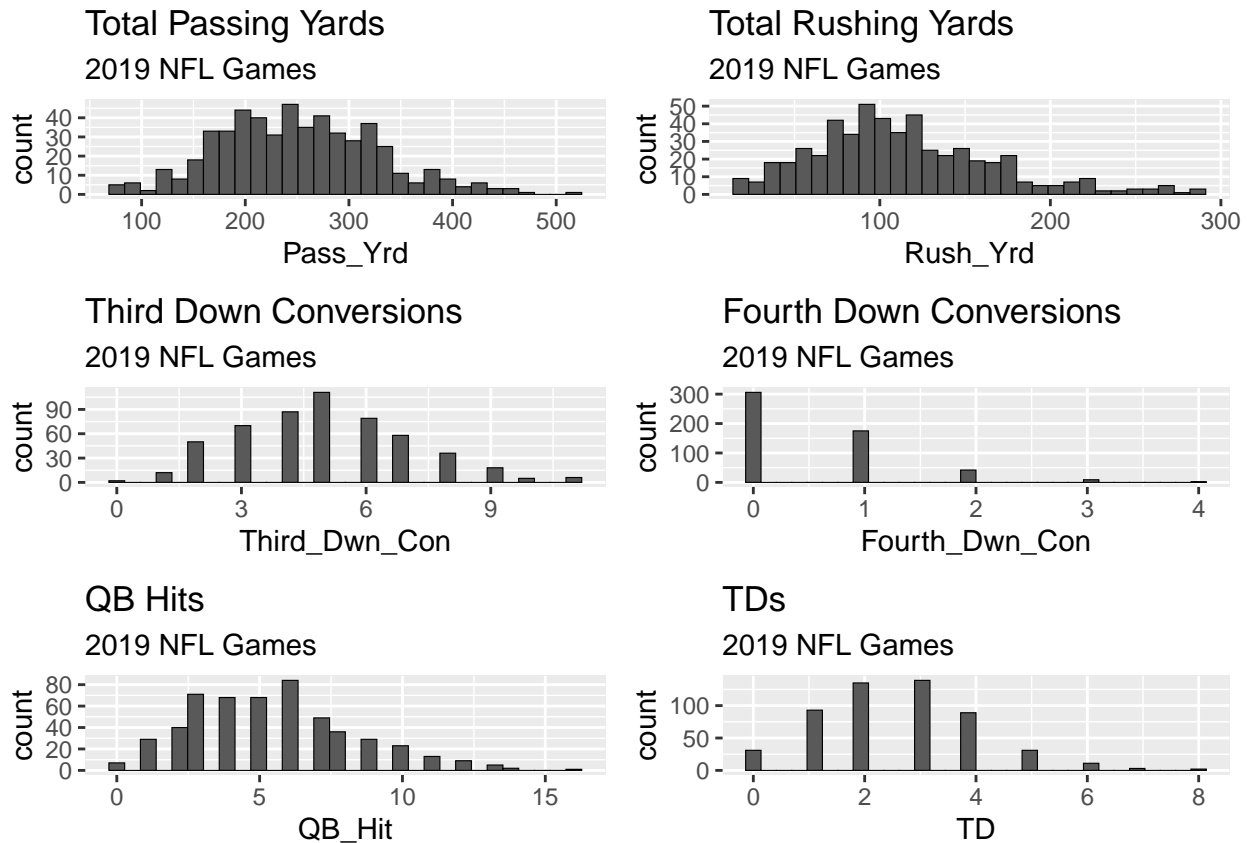 Total Passing Yards
2019 NFL Games
count
40
30
20
10
0
100 200 300 400 500
Pass_Yrd
Total Rushing Yards
2019 NFL Games
count
50
40
30
20
10
0
100 200 300
Rush_Yrd
Third Down Conversions
2019 NFL Games
count
90
60
30
0
0 3 6 9
Third_Dwn_Con
Fourth Down Conversions
2019 NFL Games
count
300
200
100
0
0 1 2 3 4
Fourth_Dwn_Con
QB Hits
2019 NFL Games
count
80
60
40
20
0
0 5 10 15
QB_Hit
TDs
2019 NFL Games
count
100
50
0
0 2 4 6 8
TD